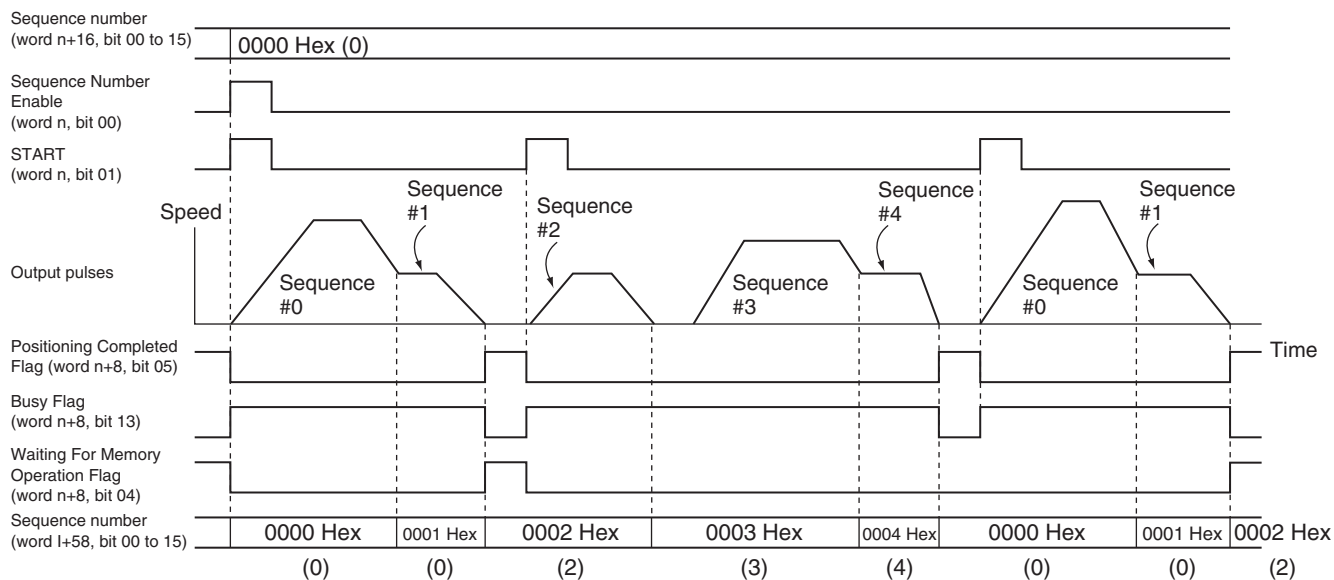 Sequence number
(word n+16, bit 00 to 15)
0000 Hex (0)
Sequence Number
Enable
(word n, bit 00)
START
(word n, bit 01)
Speed
Sequence
#1
Sequence
#2
Sequence
#4
Sequence
#1
Output pulses
Sequence
#0
Sequence
#3
Sequence
#0
Positioning Completed
Flag (word n+8, bit 05)
Time
Busy Flag
(word n+8, bit 13)
Waiting For Memory
Operation Flag
(word n+8, bit 04)
Sequence number
(word I+58, bit 00 to 15)
0000 Hex 0001 Hex 0002 Hex 0003 Hex 0004 Hex 0000 Hex 0001 Hex 0002 Hex
(0) (0) (2) (3) (4) (0) (0) (2)